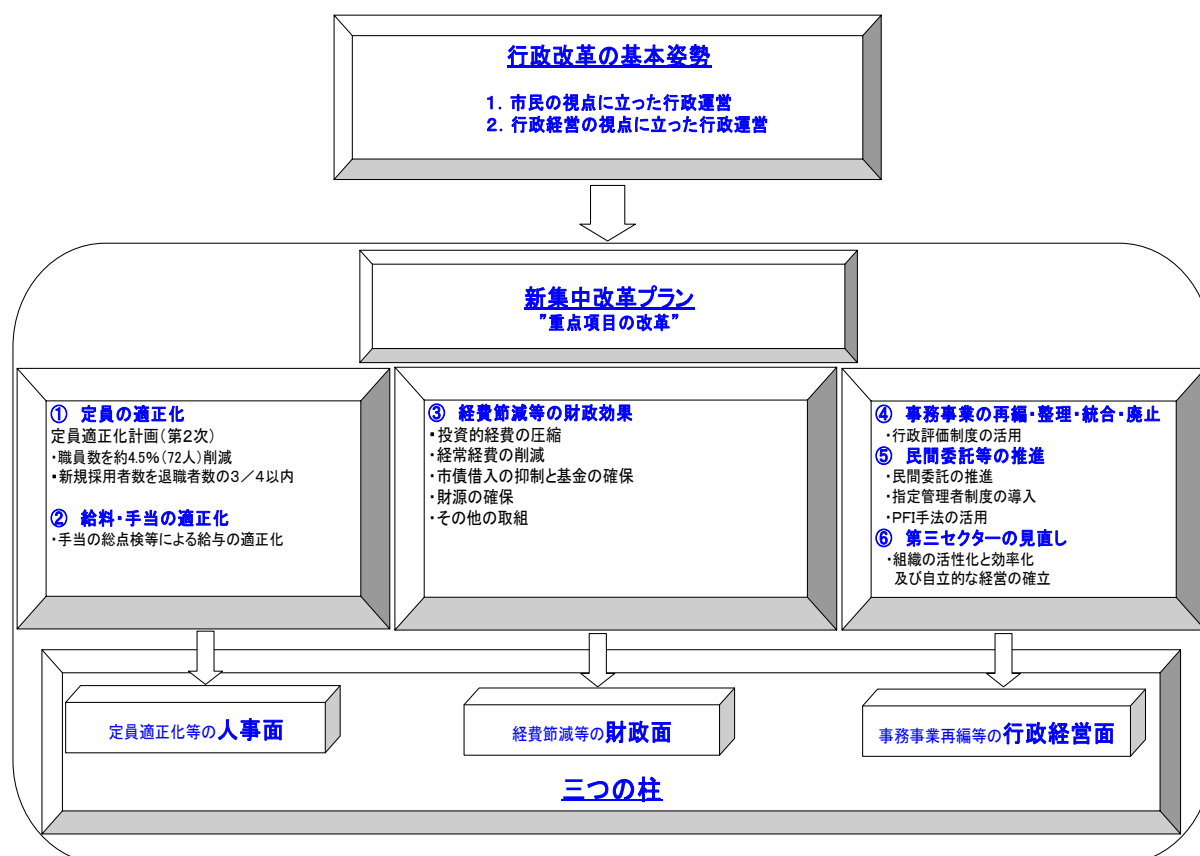 行政改革の基本姿勢
1. 市民の視点に立った行政運営
2. 行政経営の視点に立った行政運営
新集中改革プラン
"重点項目の改革"
① 定員の適正化
定員適正化計画(第2次)
・職員数を約4.5%(72人)削減
・新規採用者数を退職者数の3/4以内
② 給料・手当の適正化
・手当の総点検等による給与の適正化
③ 経費節減等の財政効果
・投資的経費の圧縮
・経常経費の削減
・市債借入の抑制と基金の確保
・財源の確保
・その他の取組
④ 事務事業の再編・整理・統合・廃止
・行政評価制度の活用
⑤ 民間委託等の推進
・民間委託の推進
・指定管理者制度の導入
・PFI手法の活用
⑥ 第三セクターの見直し
・組織の活性化と効率化
及び自立的な経営の確立
定員適正化等の人事面
経費節減等の財政面
事務事業再編等の行政経営面
三つの柱